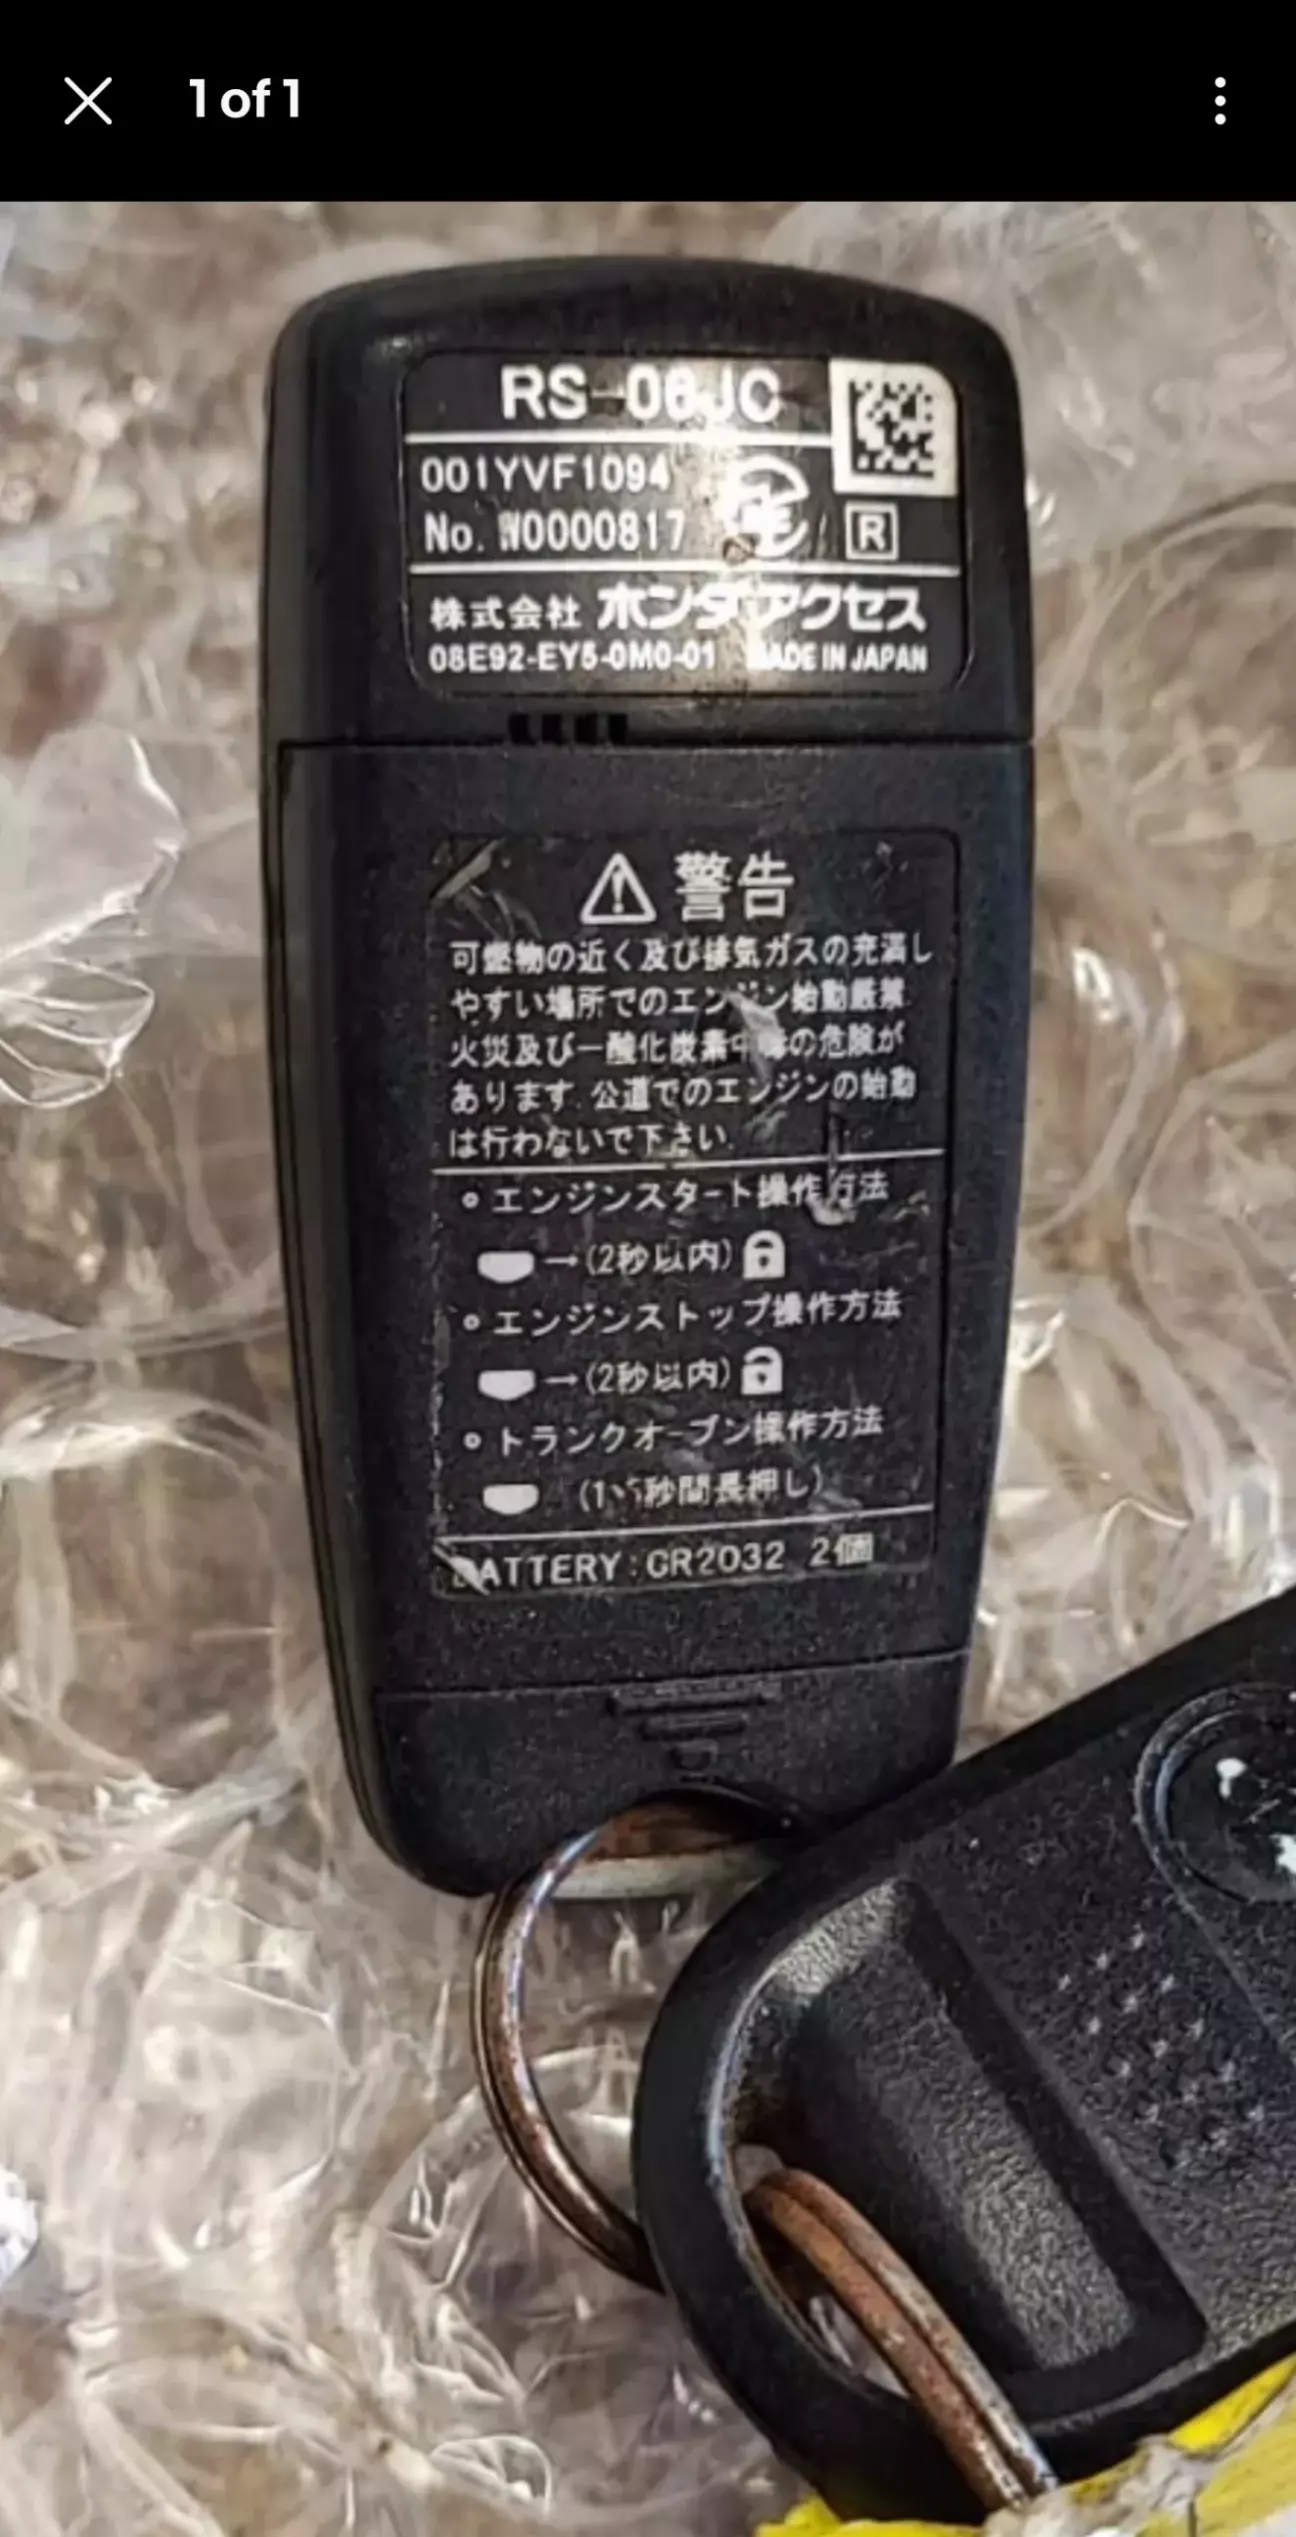 1 of 1
RS-06JC
001YVF1094
No. W0000817
R
株式会社 ホンダアクセス
08E92-EY5-0M0-01 MADE IN JAPAN
警告
可燃物の近く及び排気ガスの充満し
やすい場所でのエンジン始動厳禁.
火災及び一酸化炭素中毒の危険が
あります.公道でのエンジンの始動
は行わないで下さい.
エンジンスタート操作方法
→(2秒以内)
エンジンストップ操作方法
→(2秒以内)
トランクオープン操作方法
秒間長押し)
BATTERY:CR2032 2個